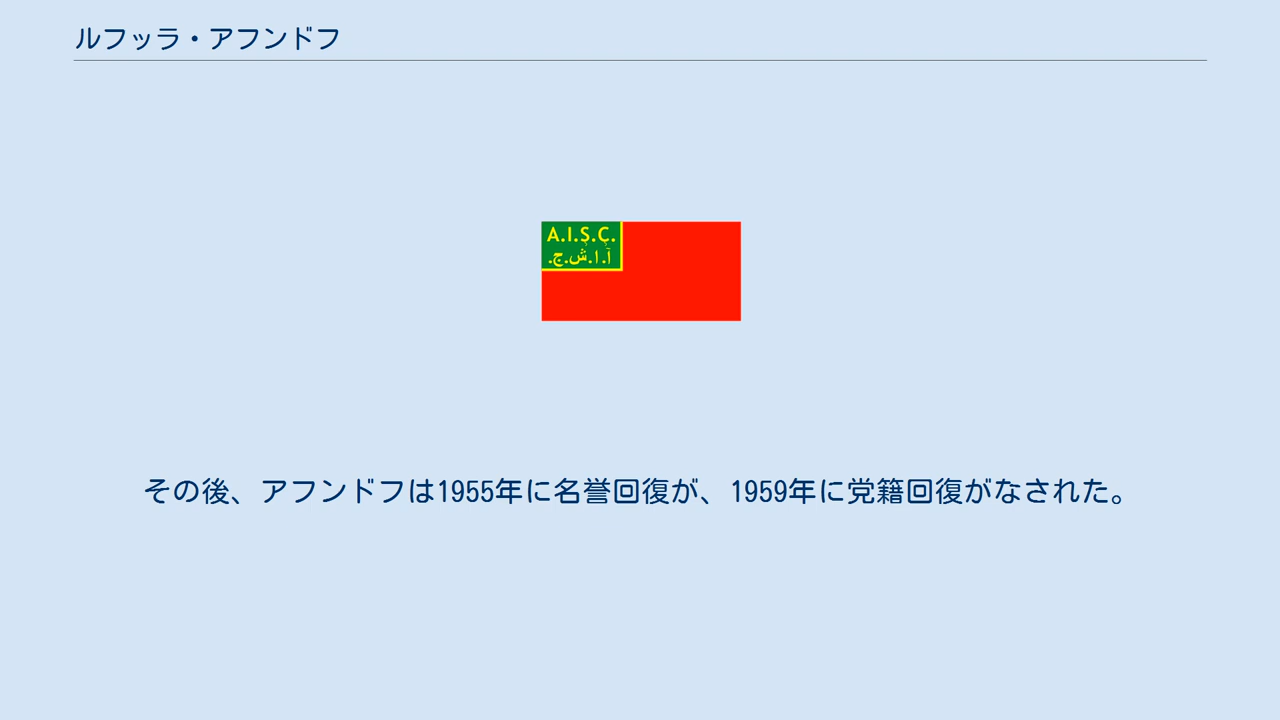 ルフッラ・アフンドフ
A.I.Ş.Ç.
آ.ا.ش.ج.
その後、アフンドフは1955年に名誉回復が、1959年に党籍回復がなされた。